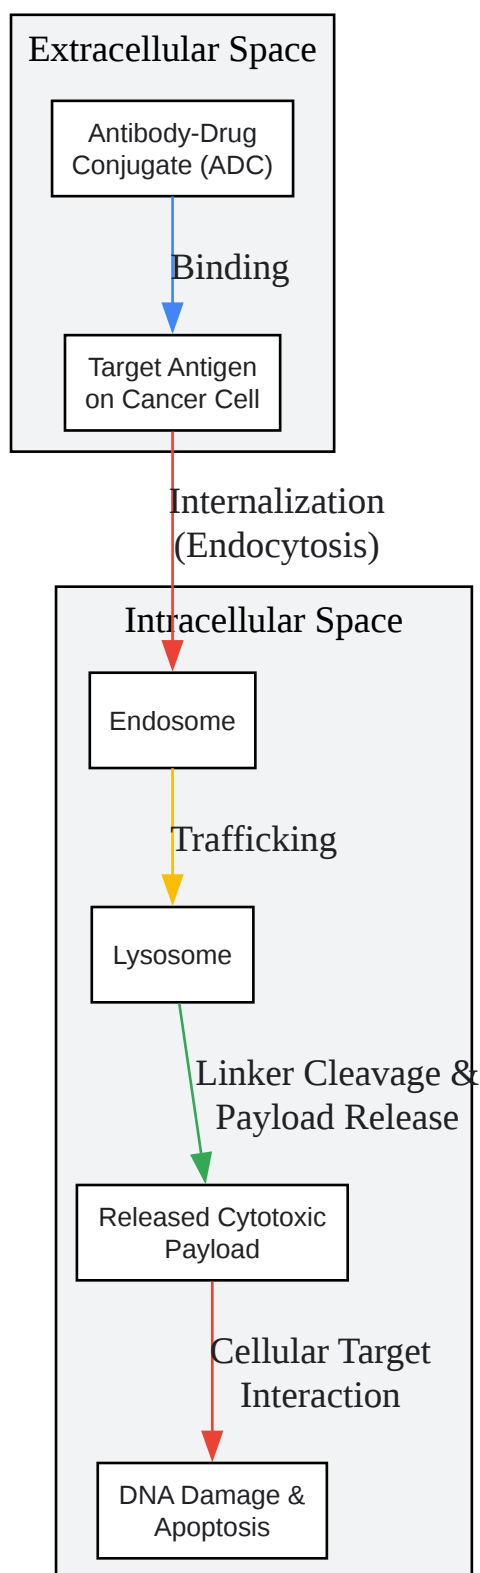 Extracellular Space
Antibody-Drug
Conjugate (ADC)
Binding
Target Antigen
on Cancer Cell
Internalization
(Endocytosis)
Intracellular Space
Endosome
Trafficking
Lysosome
Linker Cleavage &
Payload Release
Released Cytotoxic
Payload
Cellular Target
Interaction
DNA Damage &
Apoptosis